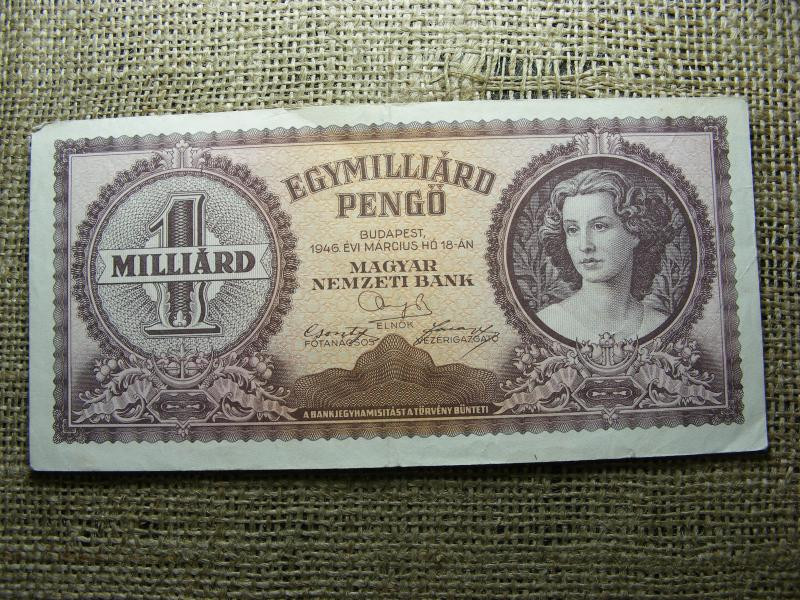 1
MILLIÁRD
EGYMILLIÁRD
PENGŐ
BUDAPEST,
1946. ÉVI MÁRCIUS HÓ 18-ÁN
MAGYAR
NEMZETI BANK
ELNÖK
FŐTANÁCSOS
VEZÉRIGAZGATÓ
A BANKJEGYHAMISITÁST A TÖRVÉNY BÜNTETI